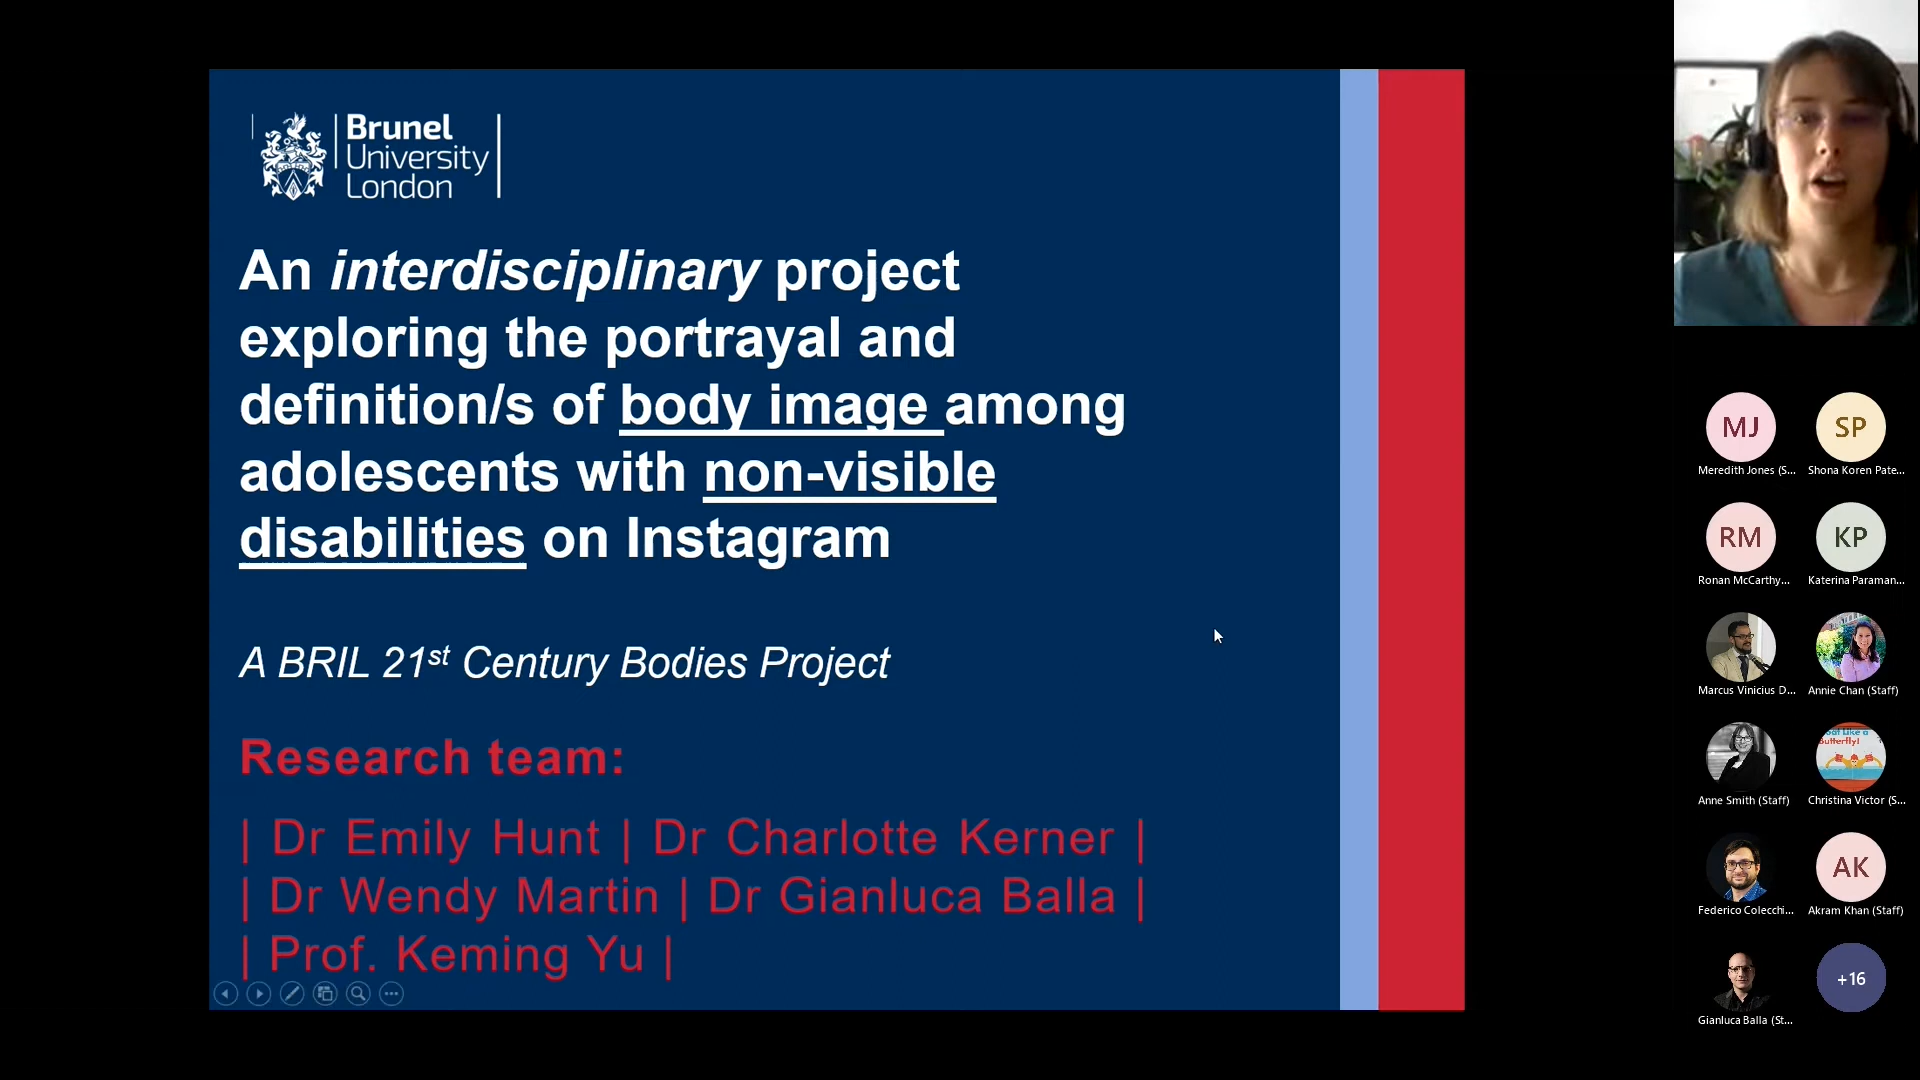 Brunel
University
London
An interdisciplinary project
exploring the portrayal and
definition/s of body image among
adolescents with non-visible
disabilities on Instagram
A BRIL 21st Century Bodies Project
Research team:
| Dr Emily Hunt | Dr Charlotte Kerner |
| Dr Wendy Martin | Dr Gianluca Balla |
| Prof. Keming Yu |
MJ
SP
Meredith Jones (S...
Shona Koren Pate...
RM
KP
Ronan McCarthy...
Katerina Paraman...
Marcus Vinicius D...
Annie Chan (Staff)
oat Like a
Butterfly!
Anne Smith (Staff)
Christina Victor (S...
AK
Federico Colecchi...
Akram Khan (Staff)
+16
Gianluca Balla (St...